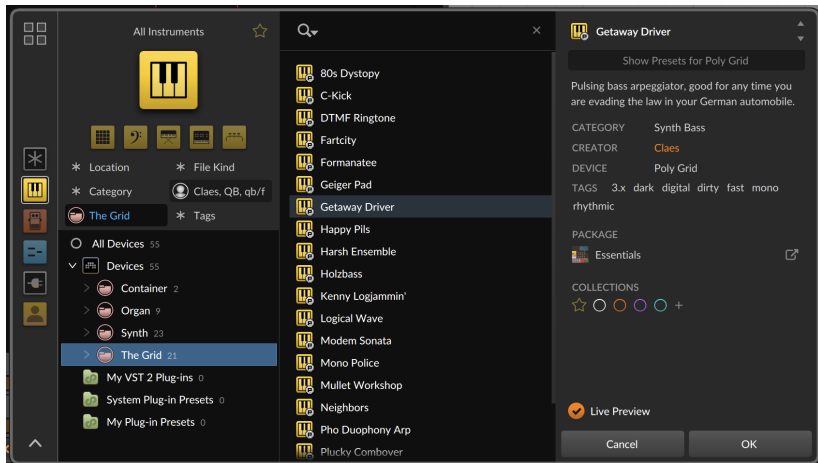 All Instruments
* Location
* File Kind
* Category
Claes, QB, qb/f
The Grid
* Tags
All Devices 55
Devices 55
Container 2
Organ 9
Synth 23
The Grid 21
My VST 2 Plug-ins 0
System Plug-in Presets 0
My Plug-in Presets 0
80s Dystopy
C-Kick
DTMF Ringtone
Fartcity
Formanatee
Geiger Pad
Getaway Driver
Happy Pils
Harsh Ensemble
Holzbass
Kenny Logjammin'
Logical Wave
Modem Sonata
Mono Police
Mullet Workshop
Neighbors
Pho Duophony Arp
Plucky Combover
Getaway Driver
Show Presets for Poly Grid
Pulsing bass arpeggiator, good for any time you
are evading the law in your German automobile.
CATEGORY Synth Bass
CREATOR Claes
DEVICE Poly Grid
TAGS 3.x dark digital dirty fast mono
rhythmic
PACKAGE
Essentials
COLLECTIONS
Live Preview
Cancel
OK